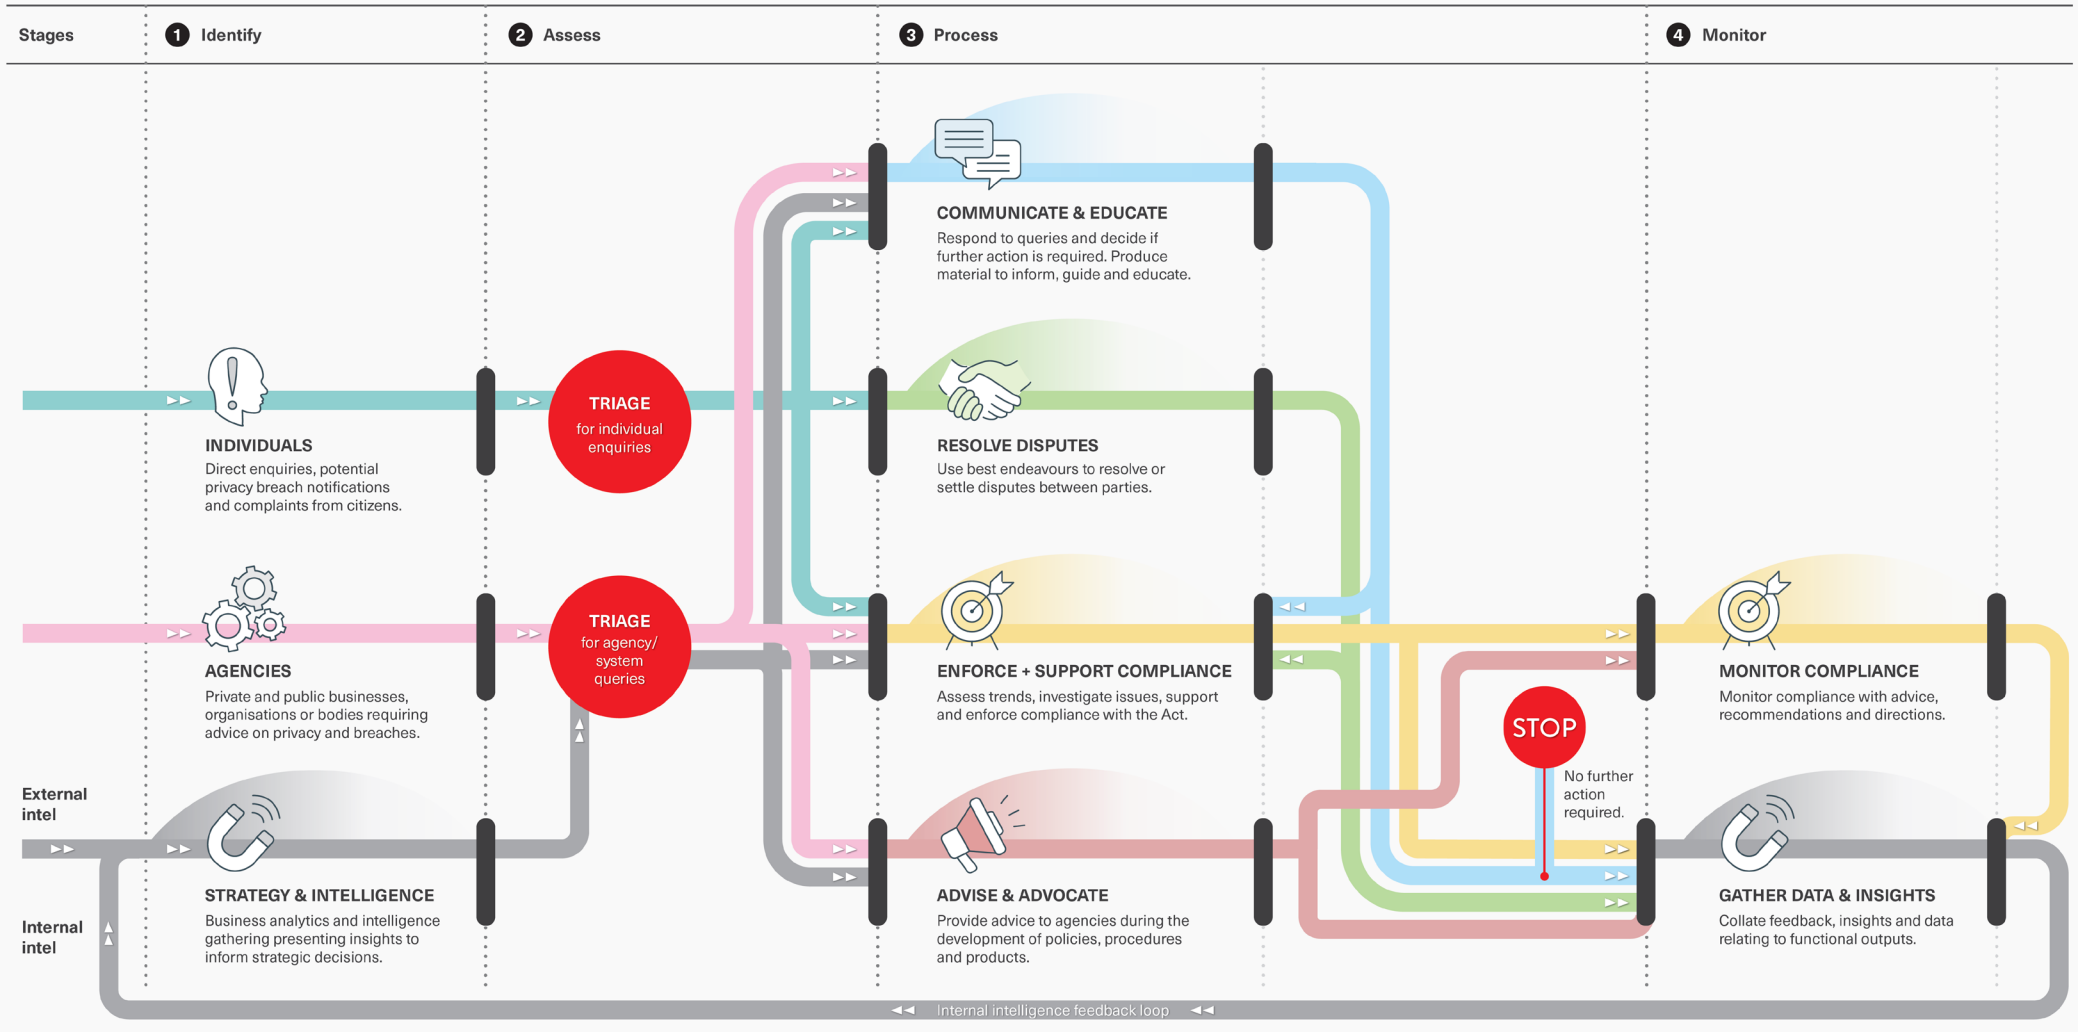 Stages
1 Identify
2 Assess
3 Process
4 Monitor
COMMUNICATE & EDUCATE
Respond to queries and decide if
further action is required. Produce
material to inform, guide and educate.
INDIVIDUALS
Direct enquiries, potential
privacy breach notifications
and complaints from citizens.
TRIAGE
for individual
enquiries
RESOLVE DISPUTES
Use best endeavours to resolve or
settle disputes between parties.
AGENCIES
Private and public businesses,
organisations or bodies requiring
advice on privacy and breaches.
TRIAGE
for agency/
system
queries
ENFORCE + SUPPORT COMPLIANCE
Assess trends, investigate issues, support
and enforce compliance with the Act.
STOP
No further
action
required.
MONITOR COMPLIANCE
Monitor compliance with advice,
recommendations and directions.
External
intel
Internal
intel
STRATEGY & INTELLIGENCE
Business analytics and intelligence
gathering presenting insights to
inform strategic decisions.
ADVISE & ADVOCATE
Provide advice to agencies during the
development of policies, procedures
and products.
GATHER DATA & INSIGHTS
Collate feedback, insights and data
relating to functional outputs.
Internal intelligence feedback loop